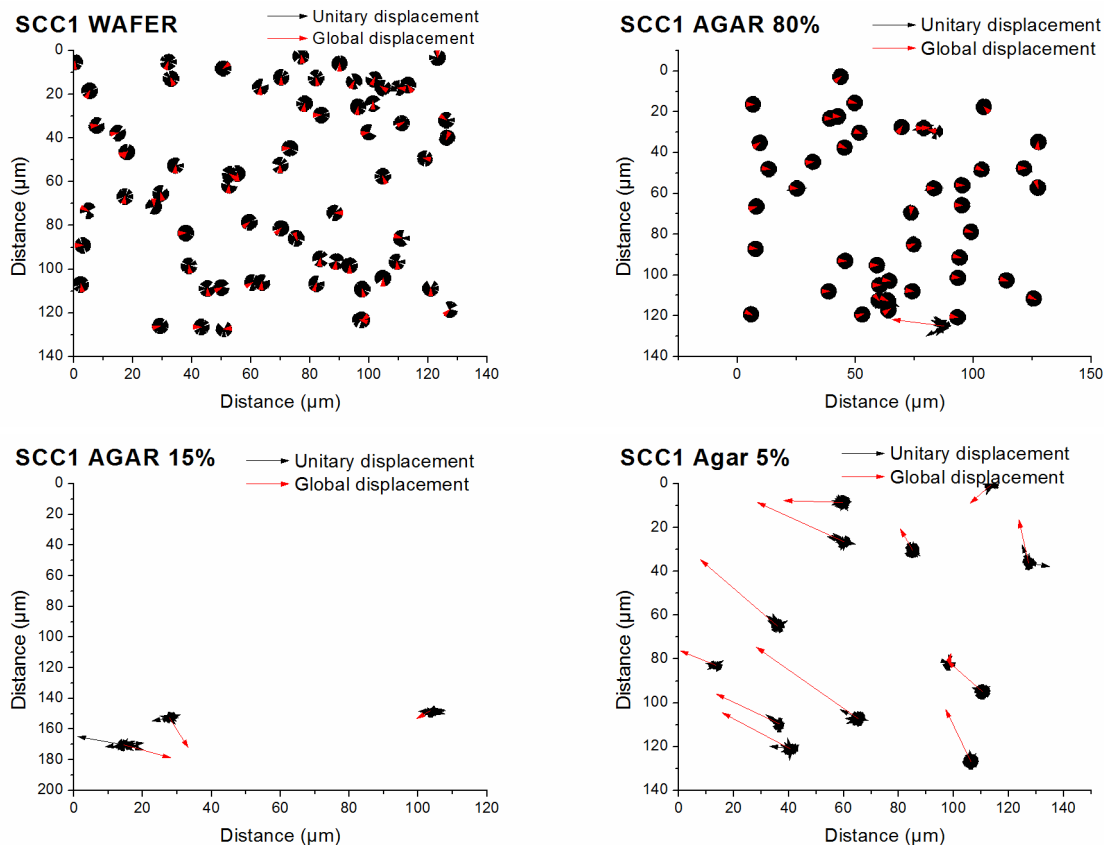 SCC1 WAFER
Unitary displacement
Global displacement
Distance (µm)
0
20
40
60
80
100
120
140
0 20 40 60 80 100 120 140
Distance (µm)
SCC1 AGAR 80%
Unitary displacement
Global displacement
Distance (µm)
0
20
40
60
80
100
120
140
0 50 100 150
Distance (µm)
SCC1 AGAR 15%
Unitary displacement
Global displacement
Distance (µm)
0
20
40
60
80
100
120
140
160
180
200
0 20 40 60 80 100 120
Distance (µm)
SCC1 Agar 5%
Unitary displacement
Global displacement
Distance (µm)
0
20
40
60
80
100
120
140
0 20 40 60 80 100 120 140
Distance (µm)